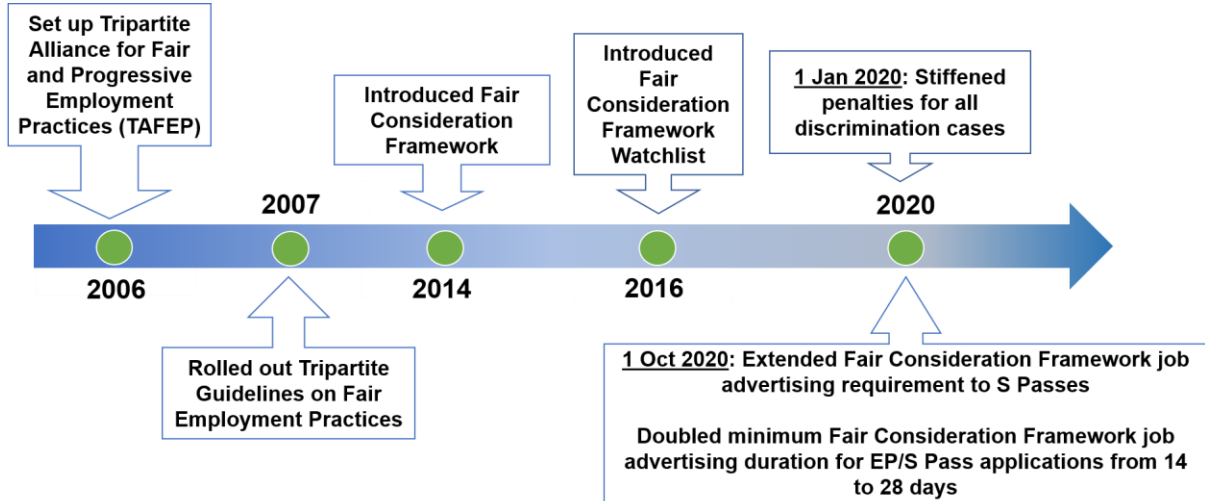 Set up Tripartite
Alliance for Fair
and Progressive
Employment
Practices (TAFEP)
2006
2007
Rolled out Tripartite
Guidelines on Fair
Employment Practices
Introduced Fair
Consideration
Framework
2014
Introduced
Fair
Consideration
Framework
Watchlist
2016
1 Jan 2020: Stiffened
penalties for all
discrimination cases
2020
1 Oct 2020: Extended Fair Consideration Framework job
advertising requirement to S Passes
Doubled minimum Fair Consideration Framework job
advertising duration for EP/S Pass applications from 14
to 28 days